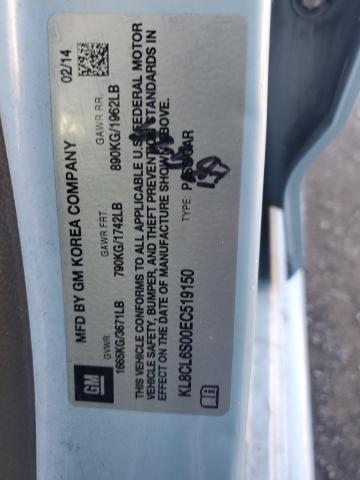 MFD BY GM KOREA COMPANY 02/14
GVWR GAWR FRT. GAWR RR.
1665KG/3671LB 790KG/1742LB 890KG/1962LB
THIS VEHICLE CONFORMS TO ALL APPLICABLE U.S. FEDERAL MOTOR
VEHICLE SAFETY, BUMPER, AND THEFT PREVENTION STANDARDS IN
EFFECT ON THE DATE OF MANUFACTURE SHOWN ABOVE.
KL8CL6S00EC519150 TYPE: PASS CAR
GM